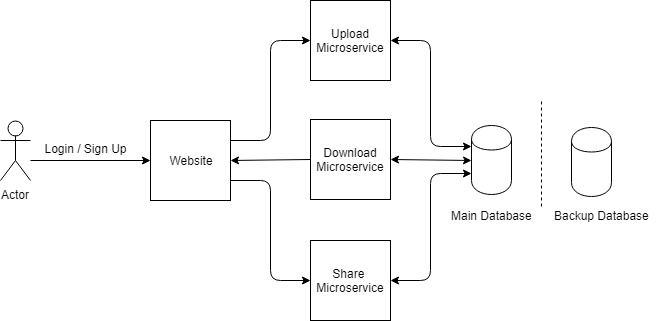 Upload
Microservice
Login / Sign Up
Website
Download
Microservice
Actor
Main Database
Backup Database
Share
Microservice